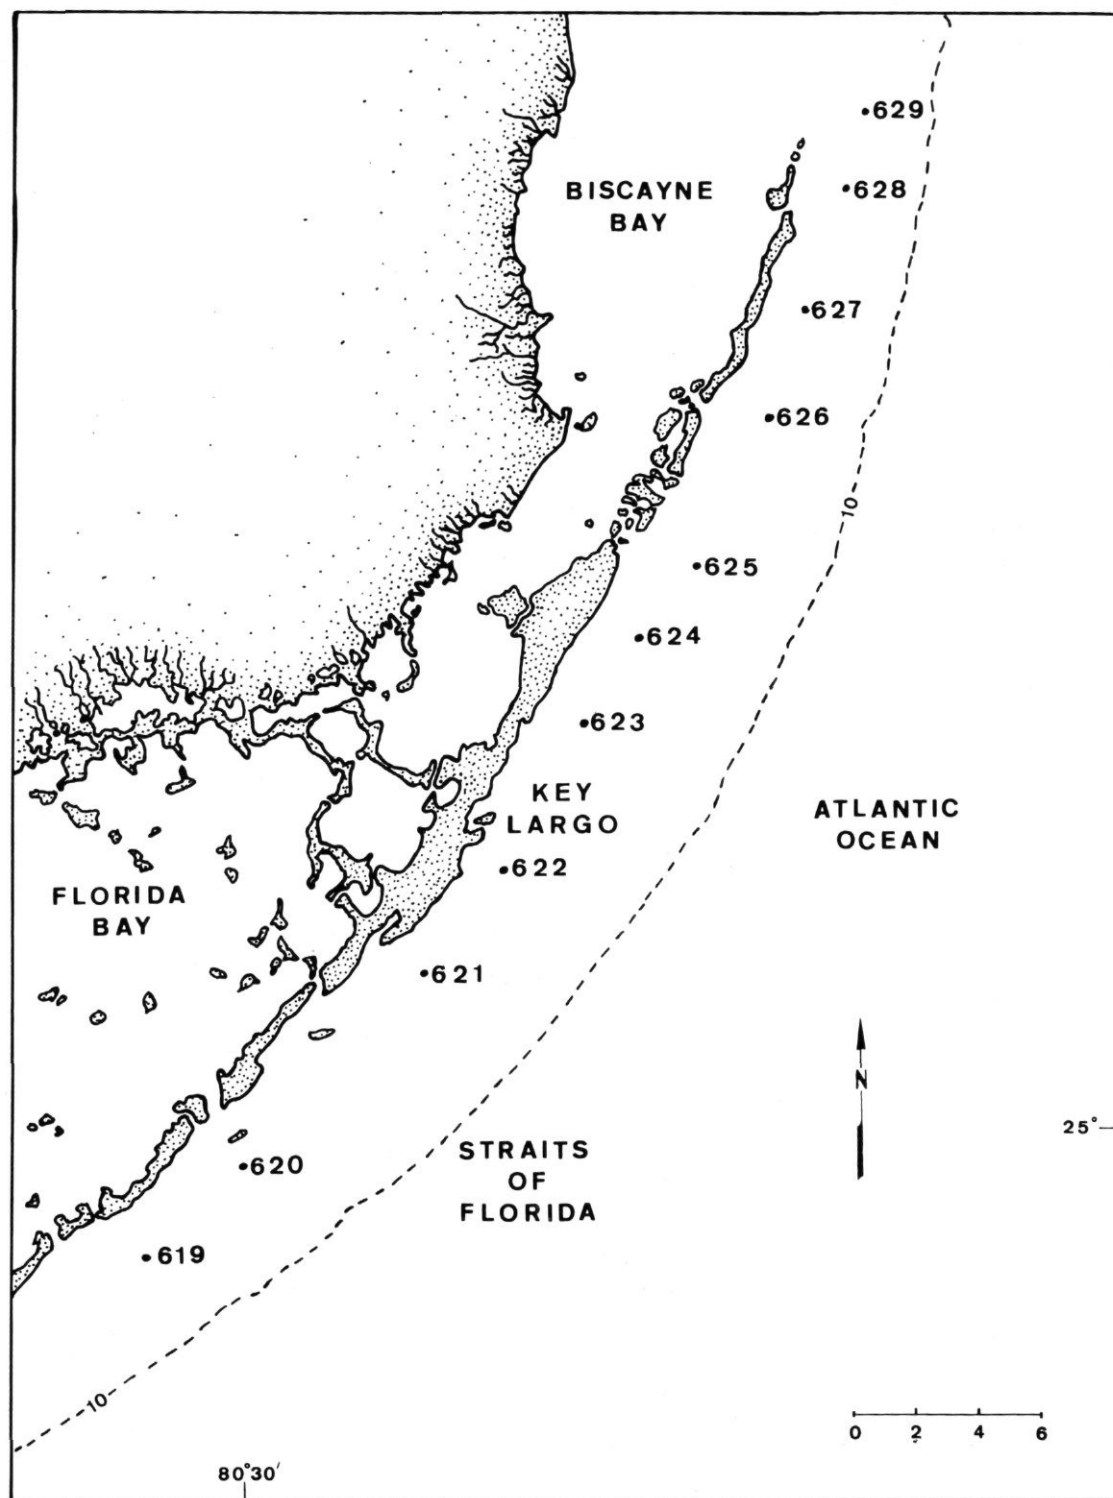 629
BISCAYNE
BAY
628
627
626
10
625
624
623
KEY
LARGO
ATLANTIC
OCEAN
622
FLORIDA
BAY
621
N
25°
STRAITS
OF
FLORIDA
620
619
10
0 2 4 6
80°30'